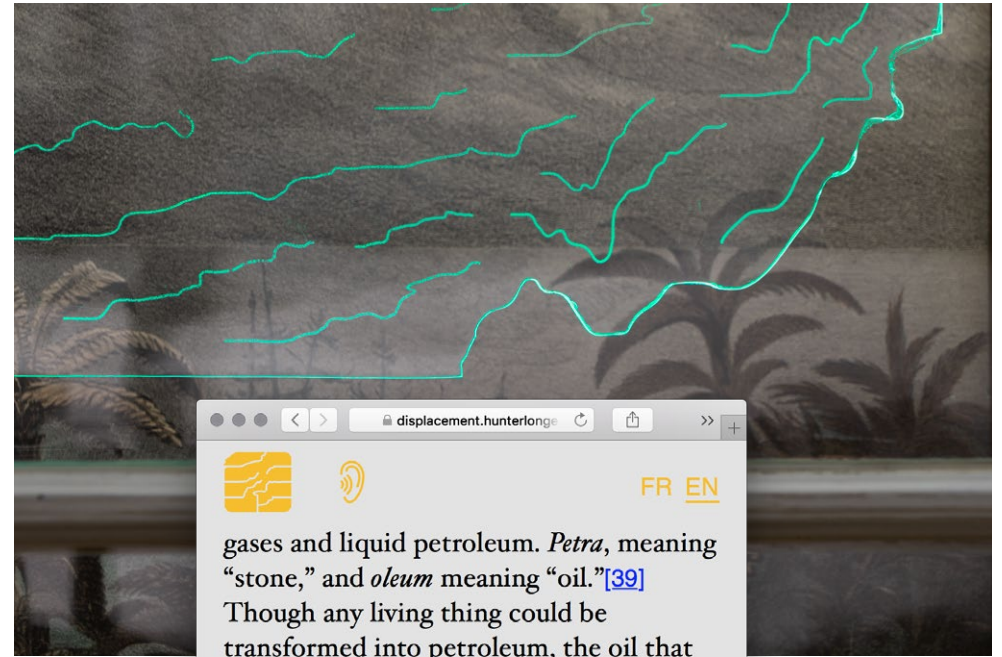 displacement.hunterlonge
FR EN
gases and liquid petroleum. Petra, meaning
“stone,” and oleum meaning “oil.”[39]
Though any living thing could be
transformed into petroleum, the oil that